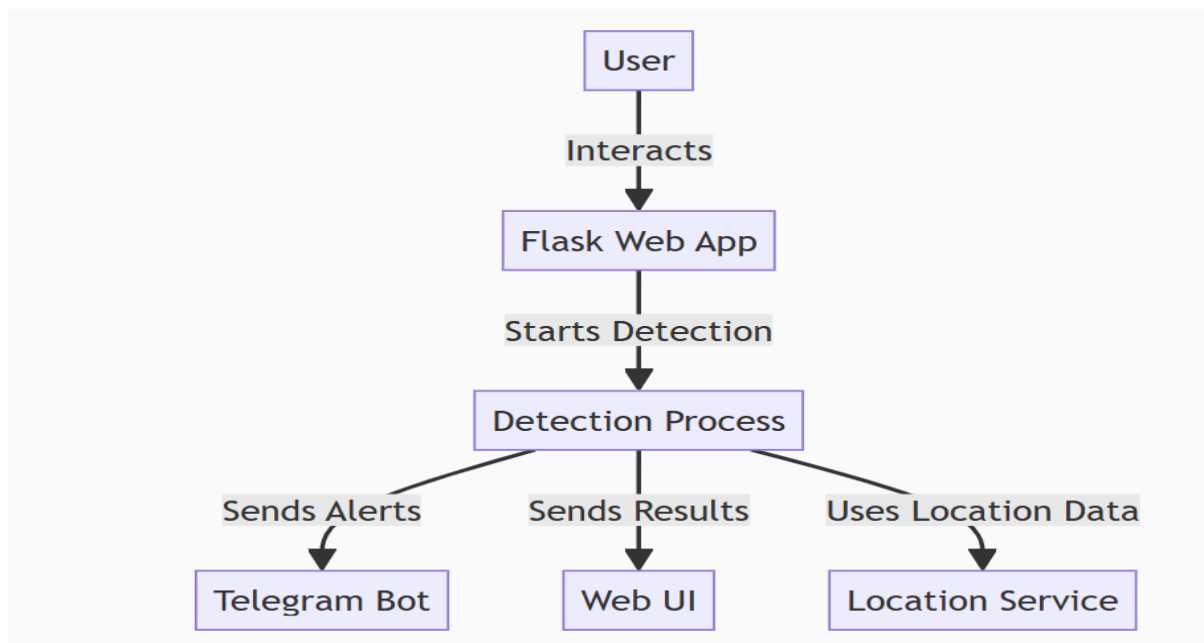 User
Interacts
Flask Web App
Starts Detection
Detection Process
Sends Alerts
Sends Results
Uses Location Data
Telegram Bot
Web UI
Location Service